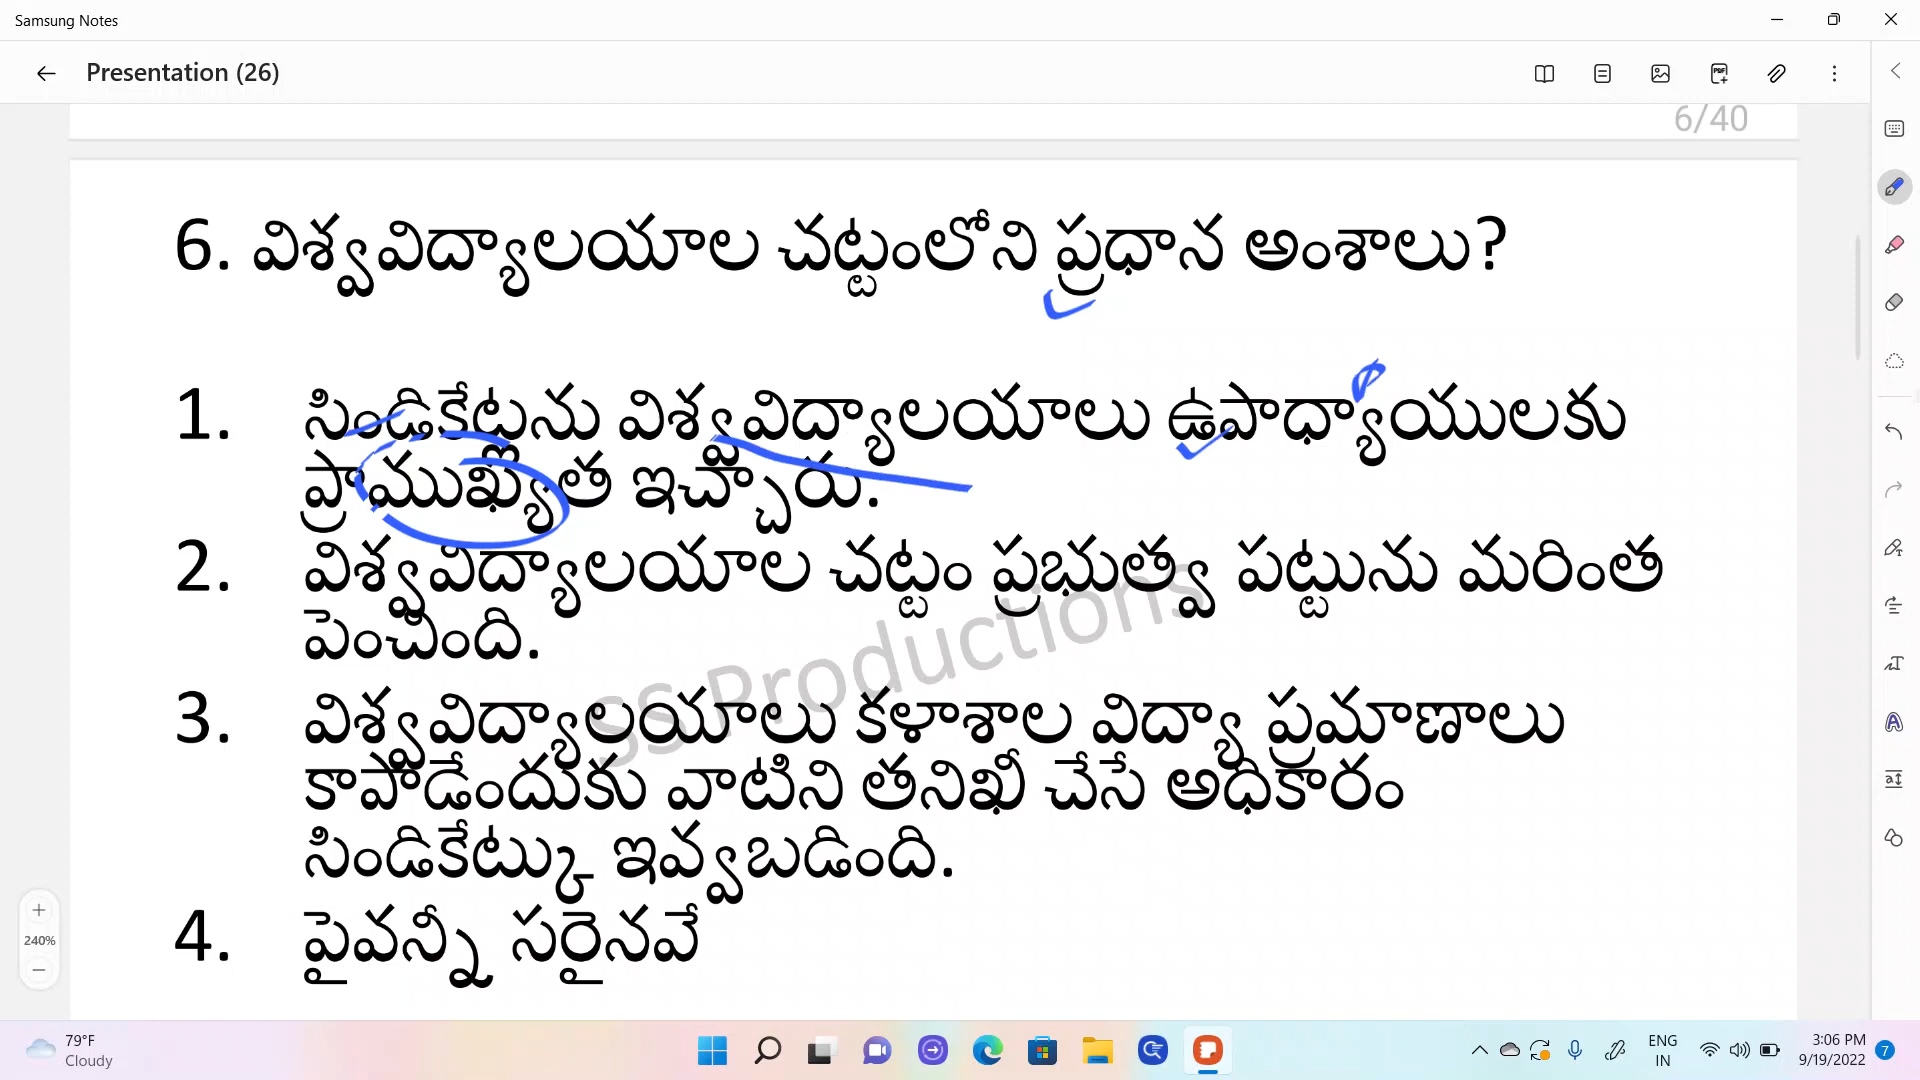 Samsung Notes
Presentation (26)
6/40
6. విశ్వవిద్యాలయాల చట్టంలోని ప్రధాన అంశాలు?
1. సిండికేట్లను విశ్వవిద్యాలయాలు ఉపాధ్యాయులకు
ప్రాముఖ్యత ఇచ్చారు.
2. విశ్వవిద్యాలయాల చట్టం ప్రభుత్వ పట్టును మరింత
పెంచింది.
3. విశ్వవిద్యాలయాలు కళాశాల విద్యా ప్రమాణాలు
కాపాడేందుకు వాటిని తనిఖీ చేసే అధికారం
సిండికేట్కు ఇవ్వబడింది.
4. పైవన్నీ సరైనవే
SS Productions
240%
79°F
Cloudy
ENG
IN
3:06 PM
9/19/2022
7